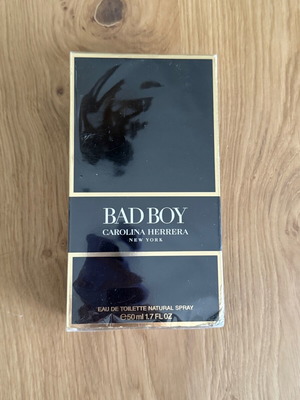 BAD BOY
CAROLINA HERRERA
NEW YORK
EAU DE TOILETTE NATURAL SPRAY
℮50ml 1.7 FL OZ